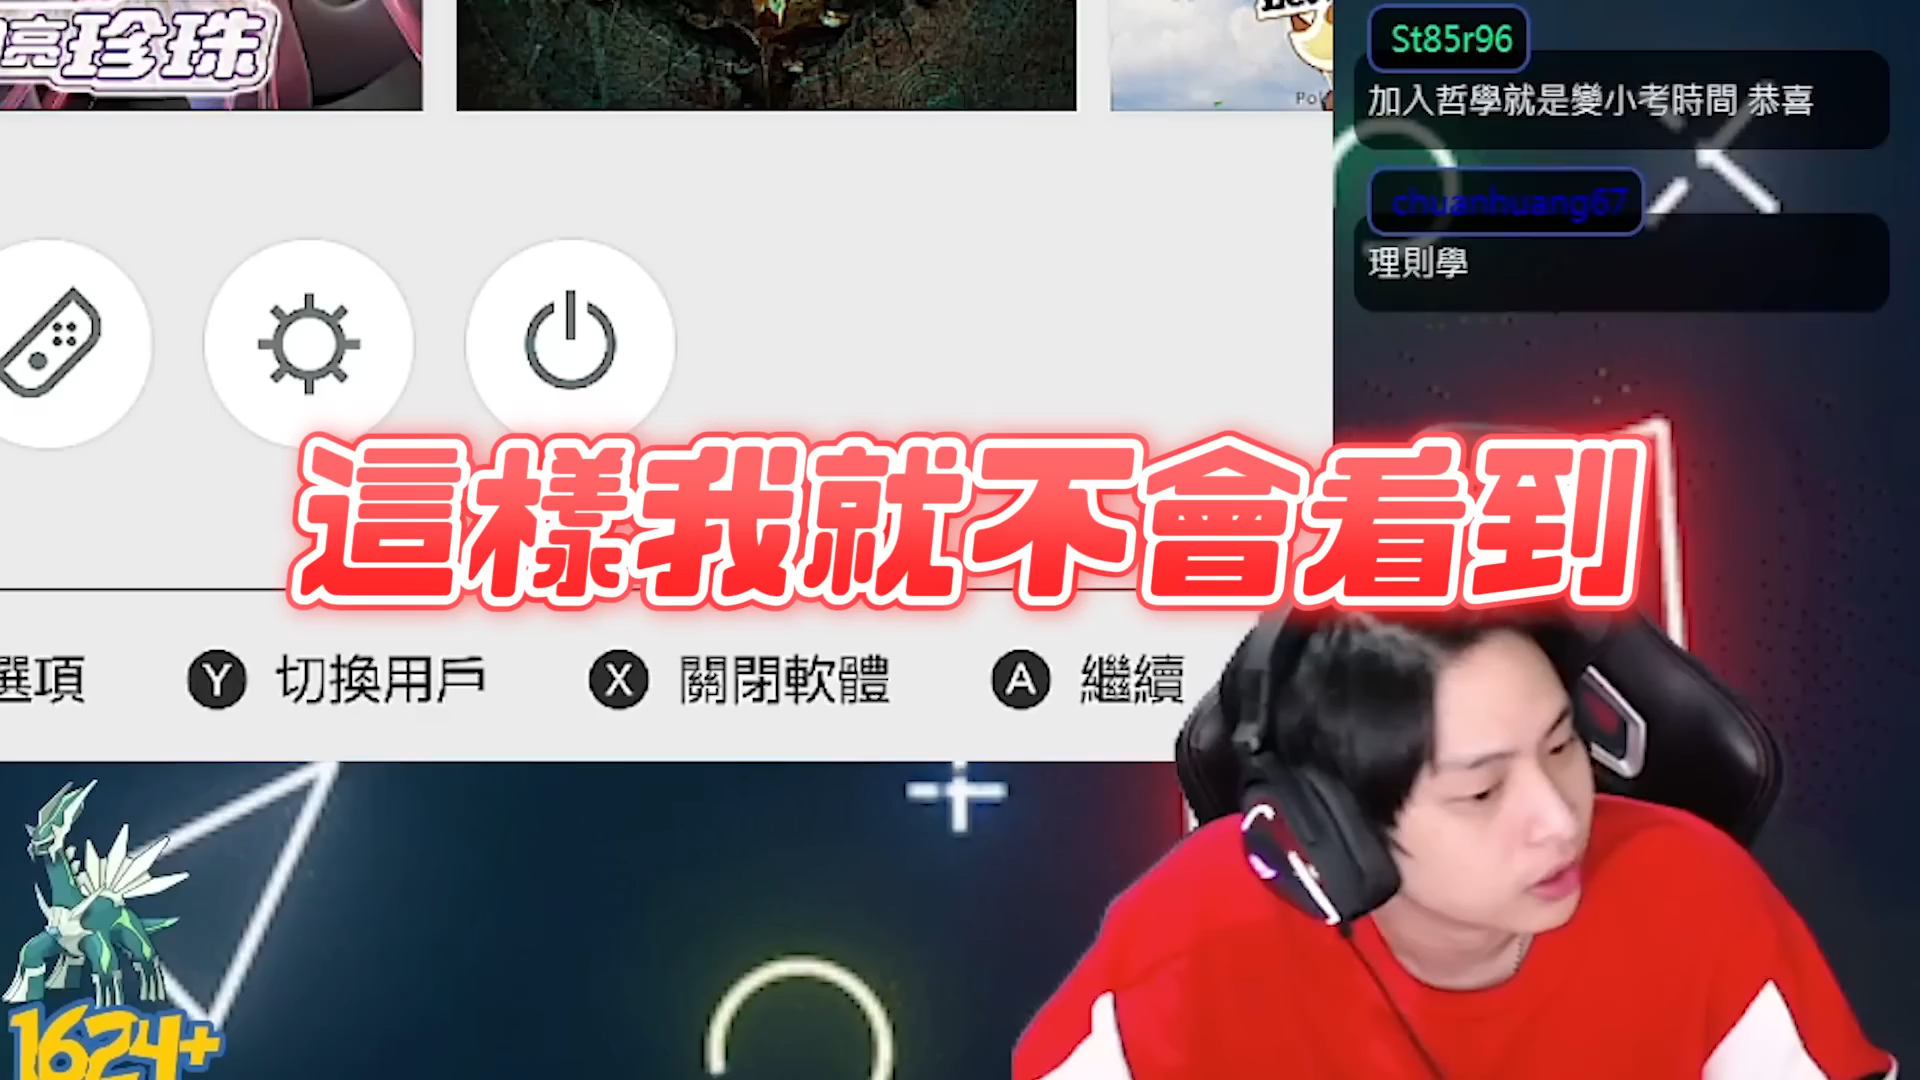 亮珍珠
St85r96
加入哲學就是變小考時間 恭喜
chuanhuang67
理則學
這樣我就不會看到
選項
Y 切換用戶
X 關閉軟體
A 繼續
1624+